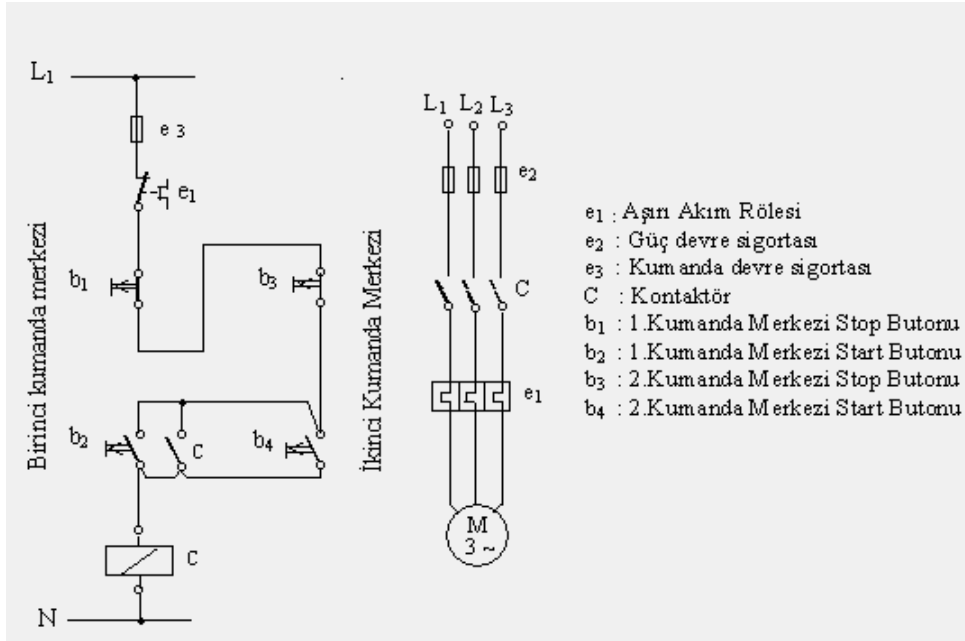 L1
e 3
e1
Birinci kumanda merkezi
b1
b3
b2
C
b4
C
N
İkinci Kumanda Merkezi
L1 L2 L3
e2
C
e1
M
3 ~
e1 : Aşırı Akım Rölesi
e2 : Güç devre sigortası
e3 : Kumanda devre sigortası
C : Kontaktör
b1 : 1.Kumanda Merkezi Stop Butonu
b2 : 1.Kumanda Merkezi Start Butonu
b3 : 2.Kumanda Merkezi Stop Butonu
b4 : 2.Kumanda Merkezi Start Butonu